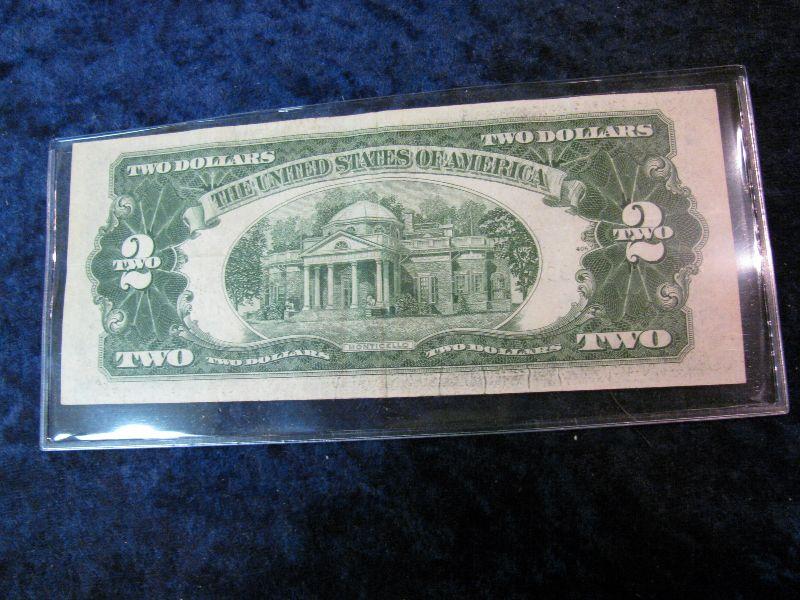 TWO DOLLARS
TWO DOLLARS
THE UNITED STATES OF AMERICA
2
TWO
2
TWO
MONTICELLO
TWO
TWO DOLLARS
TWO DOLLARS
TWO